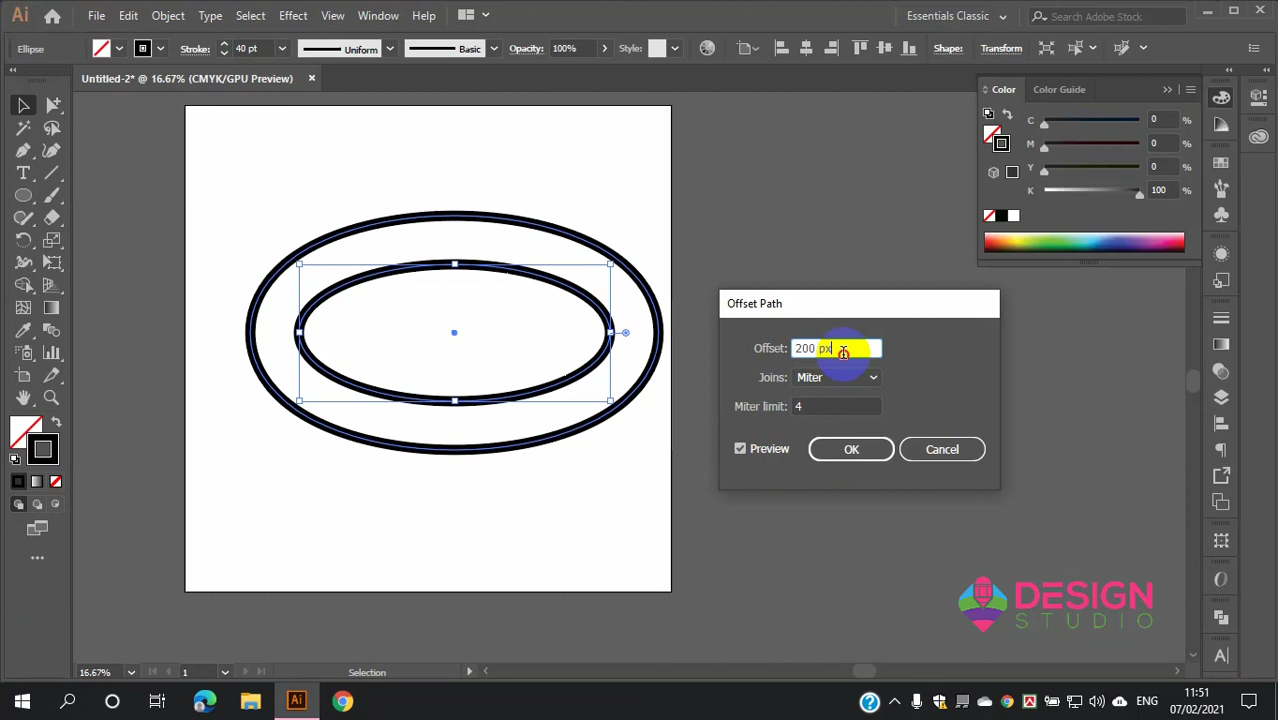 Ai File Edit Object Type Select Effect View Window Help Essentials Classic Search Adobe Stock
Ellipse Stroke: 40 pt Uniform Basic Opacity: 100% Style: Shape: Transform
Untitled-2* @ 16.67% (CMYK/GPU Preview)
Color Color Guide
C 0 %
M 0 %
Y 0 %
K 100 %
Offset Path
Offset: 200 px
Joins: Miter
Miter limit: 4
Preview OK Cancel
DESIGN
STUDIO
16.67% 1 Selection
Ai ENG 11:51
07/02/2021